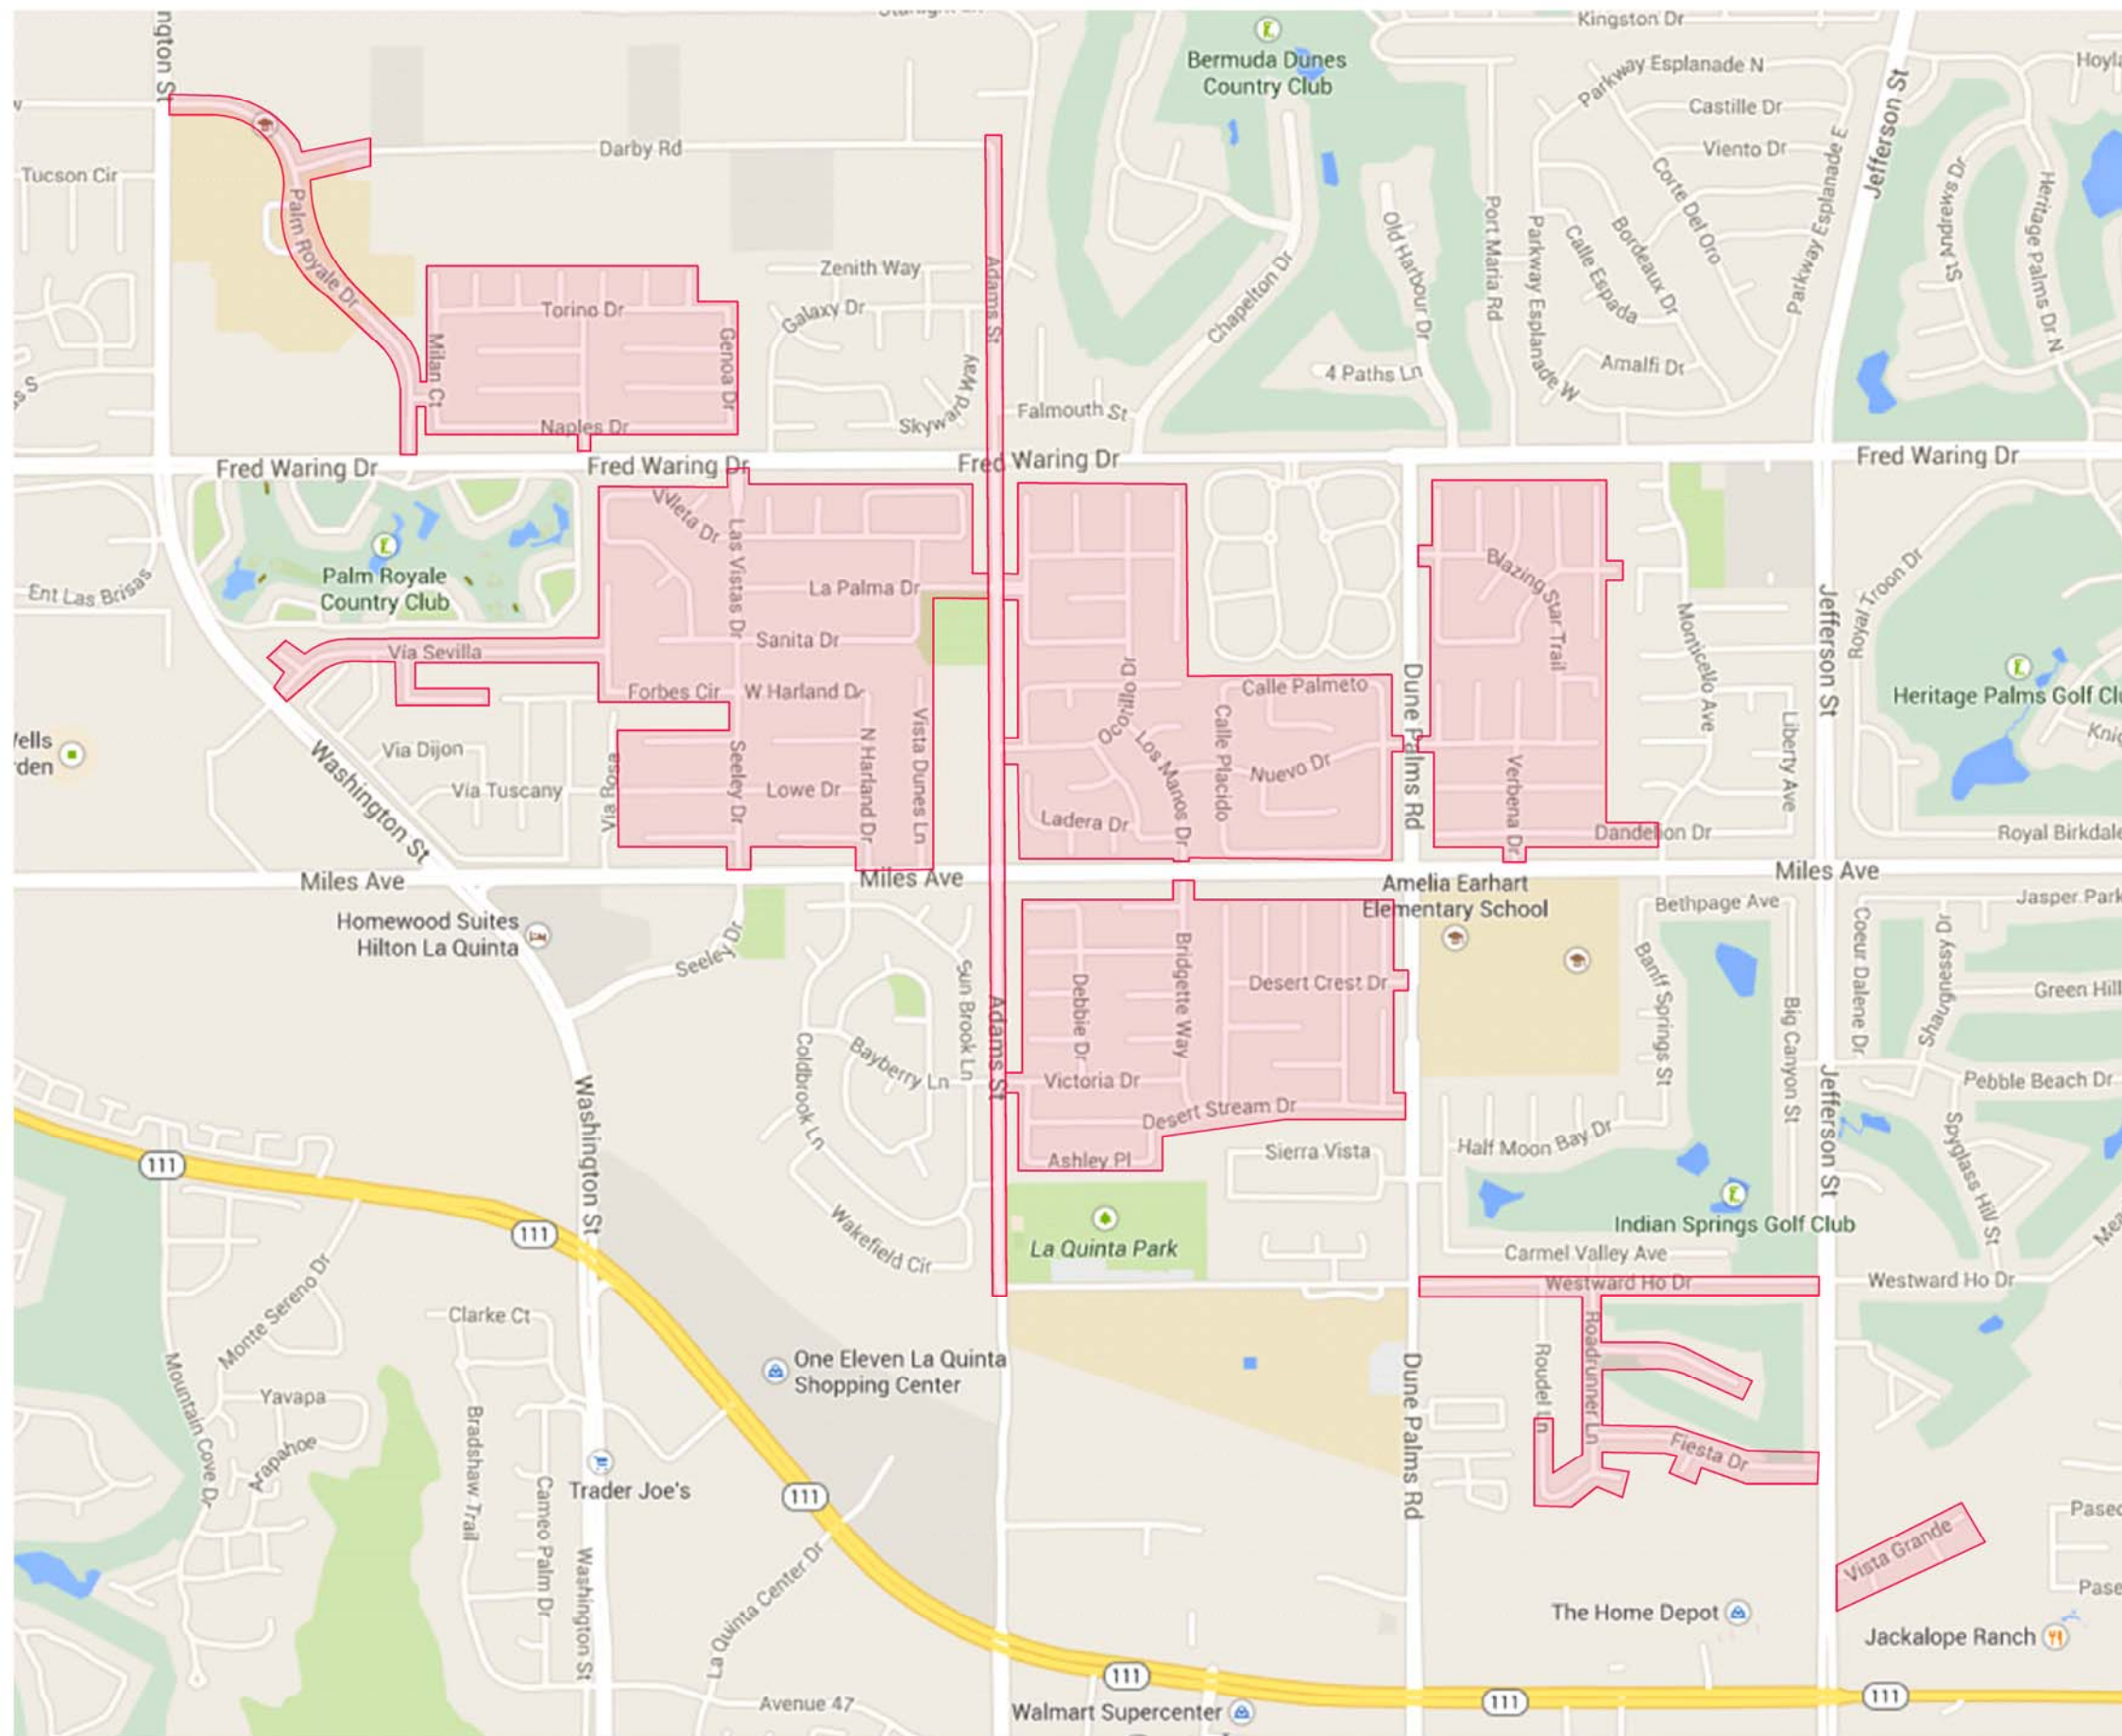 ngton St
Kingston Dr
Bermuda Dunes
Country Club
Parkway Esplanade N
Castille Dr
Viento Dr
Jefferson St
Tucson Cir
Darby Rd
Palm Royale Dr
Adams St
Port Maria Rd
Old Harbour Dr
Chapelton Dr
Parkway Esplanade W
Calle Espada
Bordeaux Dr
Corte Del Oro
Parkway Esplanade E
St Andrews Dr
Heritage Palms Dr N
Zenith Way
Galaxy Dr
Torino Dr
Milan Ct
Genoa Dr
Skyward Way
4 Paths Ln
Amalfi Dr
Falmouth St
Naples Dr
Fred Waring Dr
Fred Waring Dr
Fred Waring Dr
Fred Waring Dr
Las Vistas Dr
Palm Royale
Country Club
Ent Las Brisas
La Palma Dr
Blazing Star Trail
Royal Troon Dr
Jefferson St
Monticello Ave
Sanita Dr
Via Sevilla
Forbes Cir
W Harland Dr
Ocotillo Dr
Calle Palmeto
Dune Palms Rd
Heritage Palms Golf Clu
Liberty Ave
Via Dijon
Via Tuscany
Via Rosa
Seeley Dr
Lowe Dr
N Harland Dr
Vista Dunes Ln
Los Manos Dr
Calle Placido
Nuevo Dr
Ladera Dr
Verbena Dr
Dandelion Dr
Royal Birkdale
Washington St
Miles Ave
Miles Ave
Miles Ave
Amelia Earhart
Elementary School
Bethpage Ave
Jasper Park
Homewood Suites
Hilton La Quinta
Seeley Dr
Sun Brook Ln
Debbie Dr
Bridgette Way
Desert Crest Dr
Banff Springs St
Big Canyon St
Coeur Dalene Dr
Shaugnessy Dr
Green Hill
Coldbrook Ln
Bayberry Ln
Adams St
Victoria Dr
Desert Stream Dr
Jefferson St
Pebble Beach Dr
Washington St
Ashley Pl
Sierra Vista
Half Moon Bay Dr
Spyglass Hill St
111
111
Wakefield Cir
La Quinta Park
Indian Springs Golf Club
Carmel Valley Ave
Westward Ho Dr
Westward Ho Dr
Monte Sereno Dr
Clarke Ct
Mountain Cove Dr
One Eleven La Quinta
Shopping Center
Roudel Ln
Roadrunner Ln
Dune Palms Rd
Yavapa
Arapahoe
Bradshaw Trail
Cameo Palm Dr
Trader Joe's
Fiesta Dr
111
Washington St
La Quinta Center Dr
Vista Grande
The Home Depot
Jackalope Ranch
111
Walmart Supercenter
111
111
Avenue 47